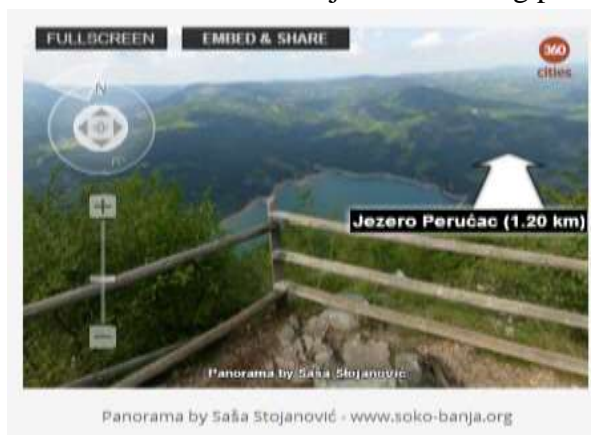 FULLSCREEN
EMBED & SHARE
360
cities
N
Jezero Perućac (1.20 km)
Panorama by Saša Stojanović
Panorama by Saša Stojanović - www.soko-banja.org